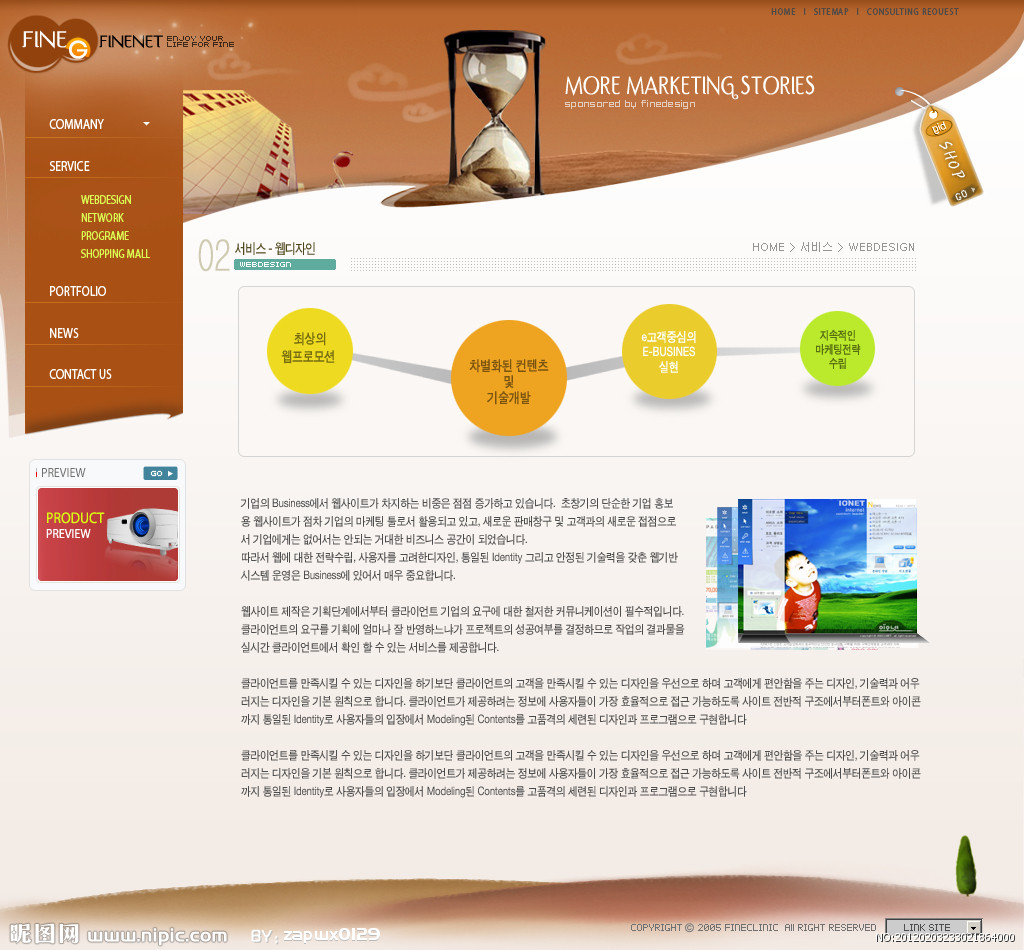 HOME | SITEMAP | CONSULTING REQUEST
FINE G FINENET ENJOY YOUR
LIFE FOR FINE
MORE MARKETING STORIES
sponsored by finedesign
SHOP
GO
COMMANY
SERVICE
WEBDESIGN
NETWORK
PROGRAME
SHOPPING MALL
PORTFOLIO
NEWS
CONTACT US
PREVIEW GO
PRODUCT
PREVIEW
02 서비스 - 웹디자인
WEBDESIGN
HOME > 서비스 > WEBDESIGN
최상의
웹프로모션
차별화된 컨텐츠
및
기술개발
e고객중심의
E-BUSINES
실현
지속적인
마케팅전략
수립
기업의 Business에서 웹사이트가 차지하는 비중은 점점 증가하고 있습니다. 초창기의 단순한 기업 홍보
용 웹사이트가 점차 기업의 마케팅 툴로서 활용되고 있고, 새로운 판매창구 및 고객과의 새로운 접점으로
서 기업에게는 없어서는 안되는 거대한 비즈니스 공간이 되었습니다.
따라서 웹에 대한 전략수립, 사용자를 고려한디자인, 통일된 Identity 그리고 안정된 기술력을 갖춘 웹기반
시스템 운영은 Business에 있어서 매우 중요합니다.
웹사이트 제작은 기획단계에서부터 클라이언트 기업의 요구에 대한 철저한 커뮤니케이션이 필수적입니다.
클라이언트의 요구를 기획에 얼마나 잘 반영하느냐가 프로젝트의 성공여부를 결정하므로 작업의 결과물을
실시간 클라이언트에서 확인 할 수 있는 서비스를 제공합니다.
IONET
internet
클라이언트를 만족시킬 수 있는 디자인을 하기보단 클라이언트의 고객을 만족시킬 수 있는 디자인을 우선으로 하며 고객에게 편안함을 주는 디자인, 기술력과 어우
러지는 디자인을 기본 원칙으로 합니다. 클라이언트가 제공하려는 정보에 사용자들이 가장 효율적으로 접근 가능하도록 사이트 전반적 구조에서부터폰트와 아이콘
까지 통일된 Identity로 사용자들의 입장에서 Modeling된 Contents를 고품격의 세련된 디자인과 프로그램으로 구현합니다
클라이언트를 만족시킬 수 있는 디자인을 하기보단 클라이언트의 고객을 만족시킬 수 있는 디자인을 우선으로 하며 고객에게 편안함을 주는 디자인, 기술력과 어우
러지는 디자인을 기본 원칙으로 합니다. 클라이언트가 제공하려는 정보에 사용자들이 가장 효율적으로 접근 가능하도록 사이트 전반적 구조에서부터폰트와 아이콘
까지 통일된 Identity로 사용자들의 입장에서 Modeling된 Contents를 고품격의 세련된 디자인과 프로그램으로 구현합니다
COPYRIGHT © 2005 FINECLINIC All RIGHT RESERVED
LINK SITE
昵图网 www.nipic.com BY: zapwx0129
NO:20120203233021864000